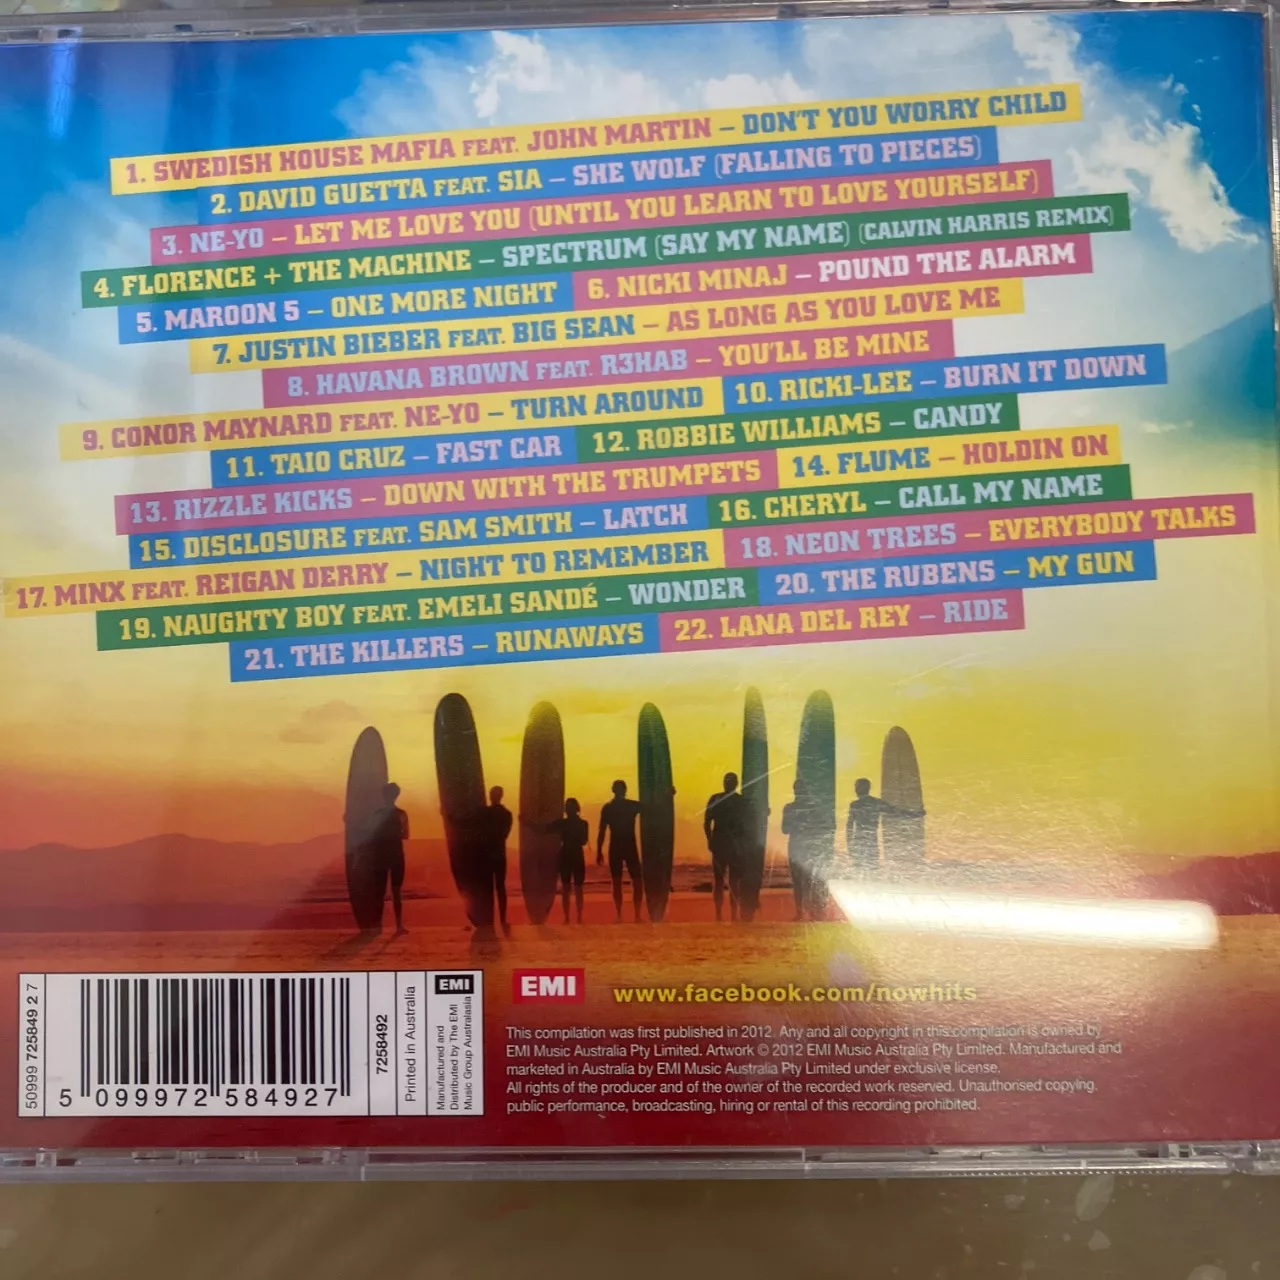 1. SWEDISH HOUSE MAFIA FEAT. JOHN MARTIN – DON'T YOU WORRY CHILD
2. DAVID GUETTA FEAT. SIA – SHE WOLF (FALLING TO PIECES)
3. NE-YO – LET ME LOVE YOU (UNTIL YOU LEARN TO LOVE YOURSELF)
4. FLORENCE + THE MACHINE – SPECTRUM (SAY MY NAME) (CALVIN HARRIS REMIX)
5. MAROON 5 – ONE MORE NIGHT 6. NICKI MINAJ – POUND THE ALARM
7. JUSTIN BIEBER FEAT. BIG SEAN – AS LONG AS YOU LOVE ME
8. HAVANA BROWN FEAT. R3HAB – YOU'LL BE MINE
9. CONOR MAYNARD FEAT. NE-YO – TURN AROUND 10. RICKI-LEE – BURN IT DOWN
11. TAIO CRUZ – FAST CAR 12. ROBBIE WILLIAMS – CANDY
13. RIZZLE KICKS – DOWN WITH THE TRUMPETS 14. FLUME – HOLDIN ON
15. DISCLOSURE FEAT. SAM SMITH – LATCH 16. CHERYL – CALL MY NAME
17. MINX FEAT. REIGAN DERRY – NIGHT TO REMEMBER 18. NEON TREES – EVERYBODY TALKS
19. NAUGHTY BOY FEAT. EMELI SANDÉ – WONDER 20. THE RUBENS – MY GUN
21. THE KILLERS – RUNAWAYS 22. LANA DEL REY – RIDE
50999 725849 2 7
5 099972 584927
7258492
Printed in Australia
EMI
Manufactured and
Distributed by The EMI
Music Group Australasia
EMI
www.facebook.com/nowhits
This compilation was first published in 2012. Any and all copyright in this compilation is owned by
EMI Music Australia Pty Limited. Artwork © 2012 EMI Music Australia Pty Limited. Manufactured and
marketed in Australia by EMI Music Australia Pty Limited under exclusive license.
All rights of the producer and of the owner of the recorded work reserved. Unauthorised copying,
public performance, broadcasting, hiring or rental of this recording prohibited.